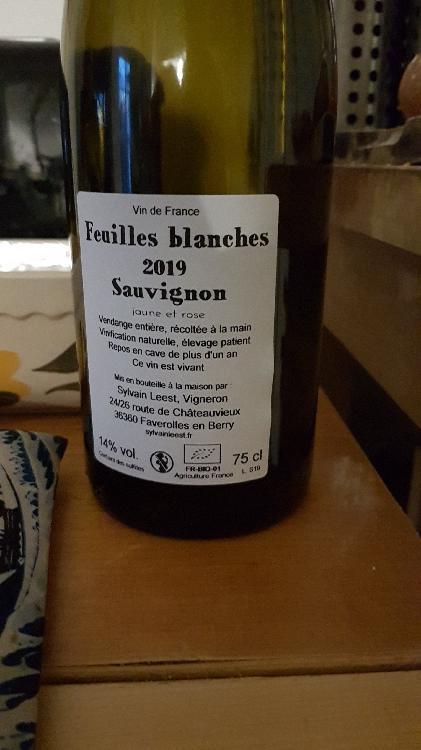 Vin de France
Feuilles blanches
2019
Sauvignon
jaune et rose
Vendange entière, récoltée à la main
Vinification naturelle, élevage patient
Repos en cave de plus d'un an
Ce vin est vivant
Mis en bouteille à la maison par :
Sylvain Leest, Vigneron
24/26 route de Châteauvieux
36360 Faverolles en Berry
sylvainleest.fr
14% vol.
Contient des sulfites
FR-BIO-01
Agriculture France
75 cl
L. S19